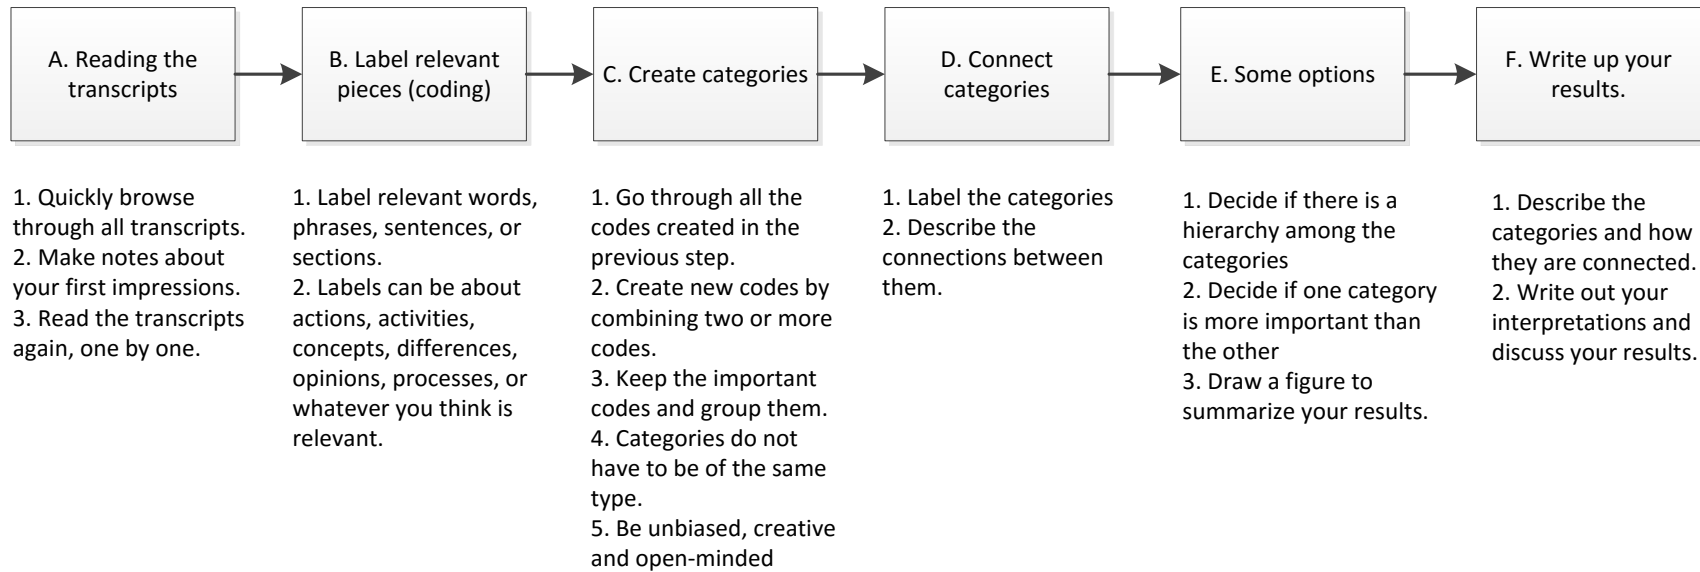 A. Reading the
transcripts
B. Label relevant
pieces (coding)
C. Create categories
D. Connect
categories
E. Some options
F. Write up your
results.
1. Quickly browse
through all transcripts.
2. Make notes about
your first impressions.
3. Read the transcripts
again, one by one.
1. Label relevant words,
phrases, sentences, or
sections.
2. Labels can be about
actions, activities,
concepts, differences,
opinions, processes, or
whatever you think is
relevant.
1. Go through all the
codes created in the
previous step.
2. Create new codes by
combining two or more
codes.
3. Keep the important
codes and group them.
4. Categories do not
have to be of the same
type.
5. Be unbiased, creative
and open-minded
1. Label the categories
2. Describe the
connections between
them.
1. Decide if there is a
hierarchy among the
categories
2. Decide if one category
is more important than
the other
3. Draw a figure to
summarize your results.
1. Describe the
categories and how
they are connected.
2. Write out your
interpretations and
discuss your results.